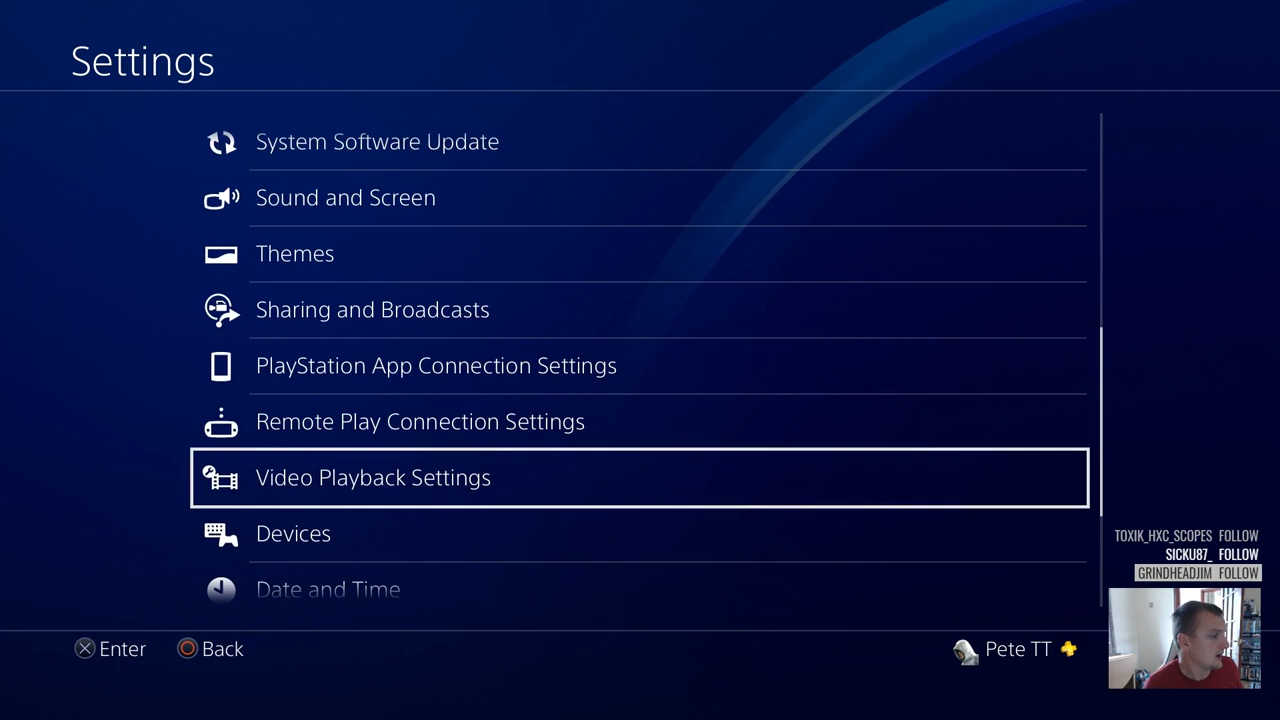 Settings
System Software Update
Sound and Screen
Themes
Sharing and Broadcasts
PlayStation App Connection Settings
Remote Play Connection Settings
Video Playback Settings
Devices
Date and Time
TOXIK_HXC_SCOPES FOLLOW
SICKU87_ FOLLOW
GRINDHEADJIM FOLLOW
Enter
Back
Pete TT